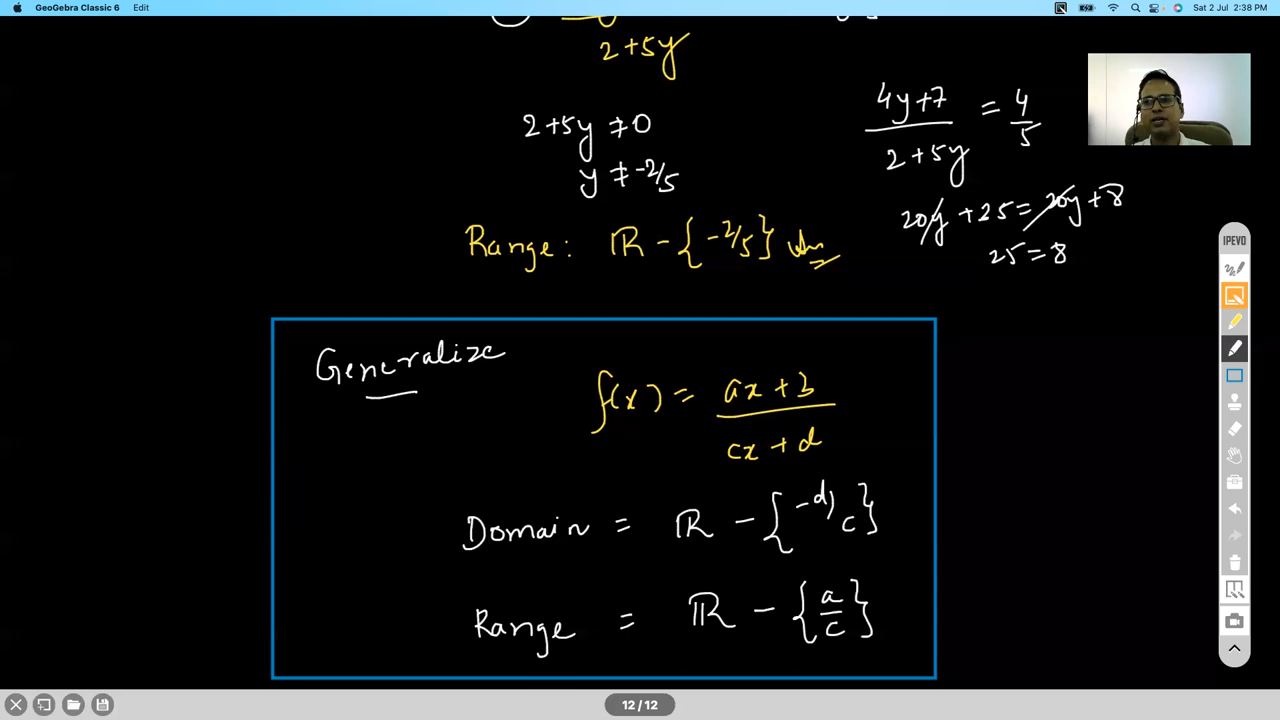 GeoGebra Classic 6 Edit Sat 2 Jul 2:38 PM
2+5y
2+5y ≠ 0
y ≠ -2/5
Range: ℝ - {-2/5} Ans
4y+7 / 2+5y = 4/5
20y + 25 = 20y + 8
25 = 8
Generalize
f(x) = ax + b / cx + d
Domain = ℝ - {-d/c}
Range = ℝ - {a/c}
IPEVO
12 / 12